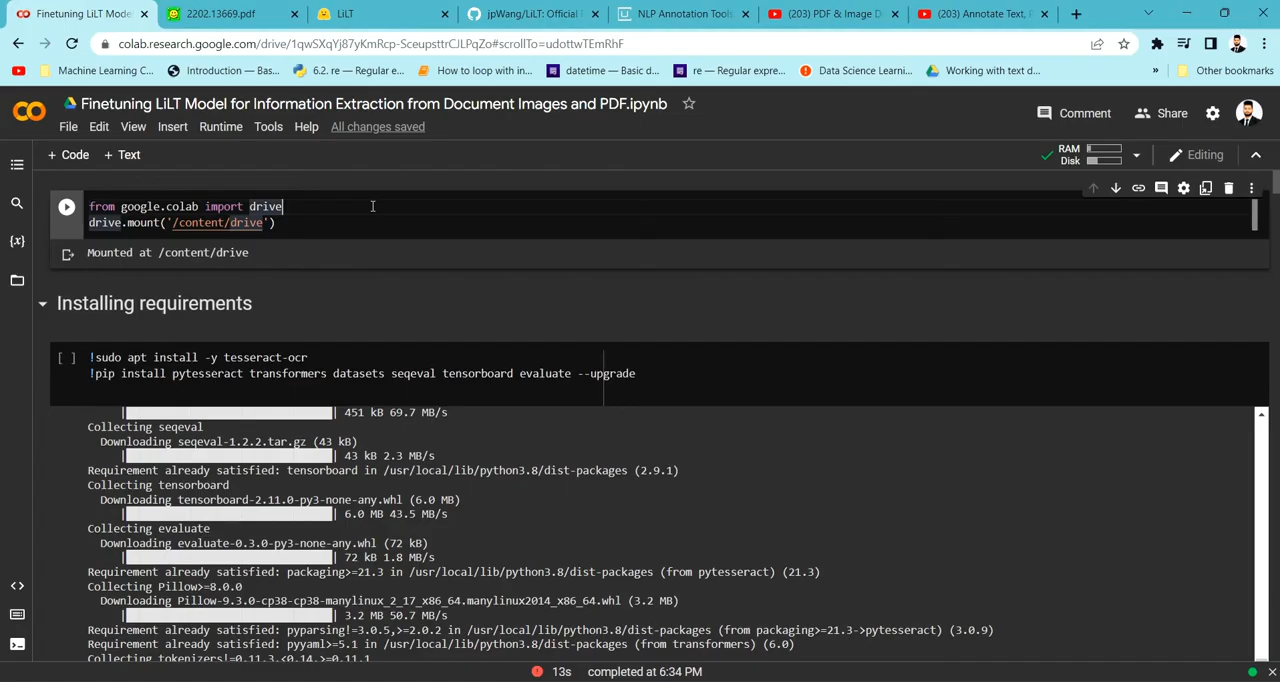 Finetuning LiLT Mode
2202.13669.pdf
LiLT
jpWang/LiLT: Official
NLP Annotation Tools
(203) PDF & Image D
(203) Annotate Text, P
colab.research.google.com/drive/1qwSXqYj87yKmRcp-SceupsttrCJLPqZo#scrollTo=udottwTEmRhF
Machine Learning C...
Introduction — Bas...
6.2. re — Regular e...
How to loop with in...
datetime — Basic d...
re — Regular expre...
Data Science Learni...
Working with text d...
»
Other bookmarks
Finetuning LiLT Model for Information Extraction from Document Images and PDF.ipynb
File Edit View Insert Runtime Tools Help All changes saved
Comment
Share
+ Code + Text
RAM
Disk
Editing
from google.colab import drive
drive.mount('/content/drive')
Mounted at /content/drive
Installing requirements
[ ] !sudo apt install -y tesseract-ocr
!pip install pytesseract transformers datasets seqeval tensorboard evaluate --upgrade
| | 451 kB 69.7 MB/s
Collecting seqeval
Downloading seqeval-1.2.2.tar.gz (43 kB)
| | 43 kB 2.3 MB/s
Requirement already satisfied: tensorboard in /usr/local/lib/python3.8/dist-packages (2.9.1)
Collecting tensorboard
Downloading tensorboard-2.11.0-py3-none-any.whl (6.0 MB)
| | 6.0 MB 43.5 MB/s
Collecting evaluate
Downloading evaluate-0.3.0-py3-none-any.whl (72 kB)
| | 72 kB 1.8 MB/s
Requirement already satisfied: packaging>=21.3 in /usr/local/lib/python3.8/dist-packages (from pytesseract) (21.3)
Collecting Pillow>=8.0.0
Downloading Pillow-9.3.0-cp38-cp38-manylinux_2_17_x86_64.manylinux2014_x86_64.whl (3.2 MB)
| | 3.2 MB 50.7 MB/s
Requirement already satisfied: pyparsing!=3.0.5,>=2.0.2 in /usr/local/lib/python3.8/dist-packages (from packaging>=21.3->pytesseract) (3.0.9)
Requirement already satisfied: pyyaml>=5.1 in /usr/local/lib/python3.8/dist-packages (from transformers) (6.0)
Collecting tokenizers!=0.11.3,<0.14,>=0.11.1
13s completed at 6:34 PM